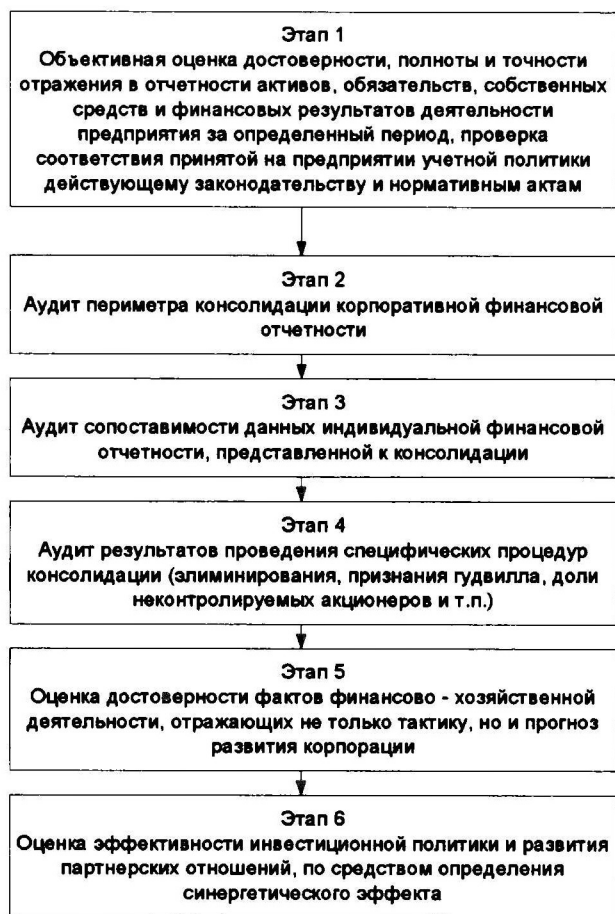 Этап 1
Объективная оценка достоверности, полноты и точности
отражения в отчетности активов, обязательств, собственных
средств и финансовых результатов деятельности
предприятия за определенный период, проверка
соответствия принятой на предприятии учетной политики
действующему законодательству и нормативным актам
Этап 2
Аудит периметра консолидации корпоративной финансовой
отчетности
Этап 3
Аудит сопоставимости данных индивидуальной финансовой
отчетности, представленной к консолидации
Этап 4
Аудит результатов проведения специфических процедур
консолидации (элиминирования, признания гудвилла, доли
неконтролируемых акционеров и т.п.)
Этап 5
Оценка достоверности фактов финансово - хозяйственной
деятельности, отражающих не только тактику, но и прогноз
развития корпорации
Этап 6
Оценка эффективности инвестиционной политики и развития
партнерских отношений, по средством определения
синергетического эффекта